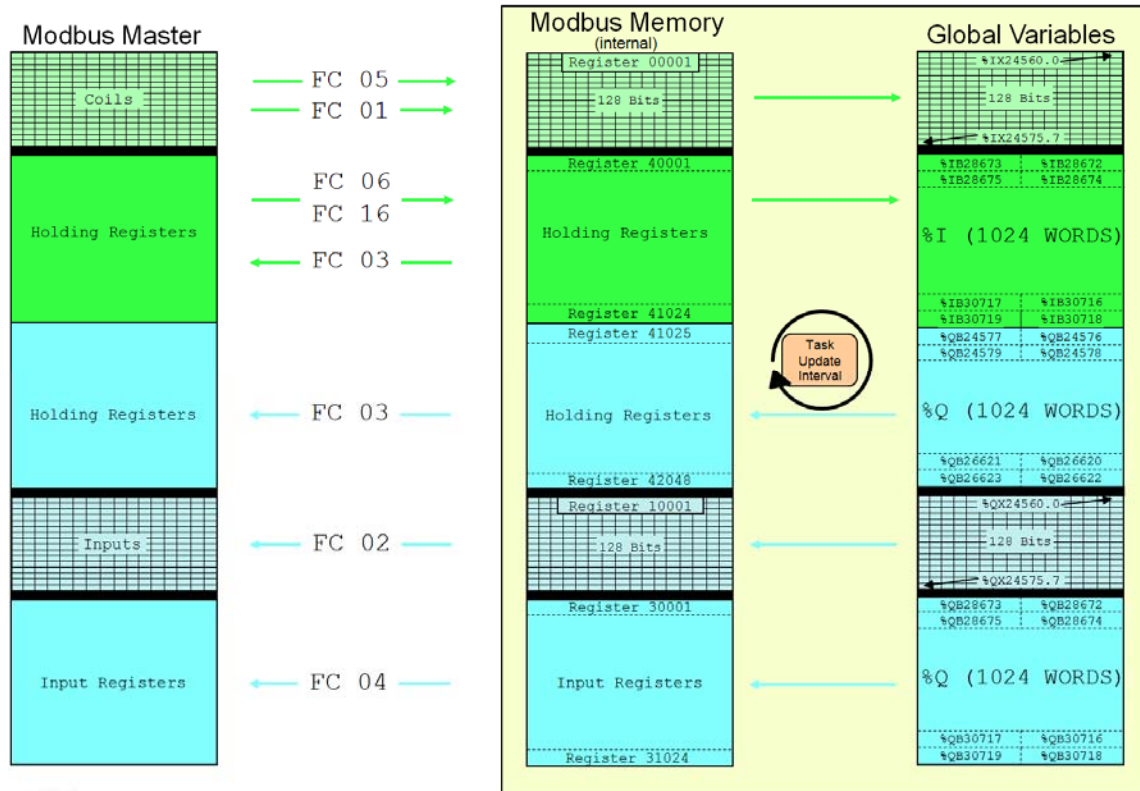 Modbus Master
Coils
Holding Registers
Holding Registers
Inputs
Input Registers
FC 05
FC 01
FC 06
FC 16
FC 03
FC 03
FC 02
FC 04
Modbus Memory
(internal)
Register 00001
128 Bits
Register 40001
Holding Registers
Register 41024
Register 41025
Holding Registers
Register 42048
Register 10001
128 Bits
Register 30001
Input Registers
Register 31024
Task
Update
Interval
Global Variables
%IX24560.0
128 Bits
%IX24575.7
%IB28673 %IB28672
%IB28675 %IB28674
%I (1024 WORDS)
%IB30717 %IB30716
%IB30719 %IB30718
%QB24577 %QB24576
%QB24579 %QB24578
%Q (1024 WORDS)
%QB26621 %QB26620
%QB26623 %QB26622
%QX24560.0
128 Bits
%QX24575.7
%QB28673 %QB28672
%QB28675 %QB28674
%Q (1024 WORDS)
%QB30717 %QB30716
%QB30719 %QB30718